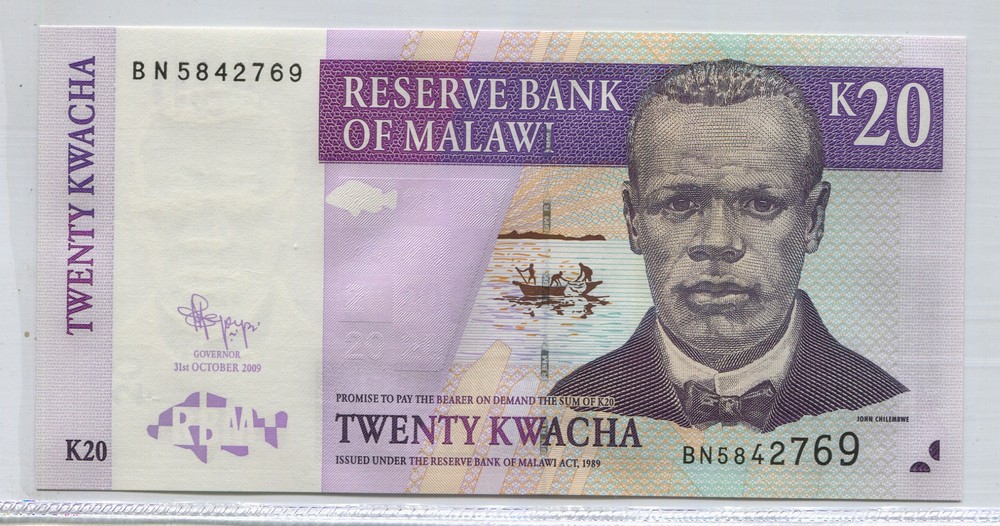 TWENTY KWACHA
BN5842769
RESERVE BANK
OF MALAWI
K20
GOVERNOR
31st OCTOBER 2009
RBM
K20
PROMISE TO PAY THE BEARER ON DEMAND THE SUM OF K20
TWENTY KWACHA
ISSUED UNDER THE RESERVE BANK OF MALAWI ACT, 1989
JOHN CHILEMBWE
BN5842769